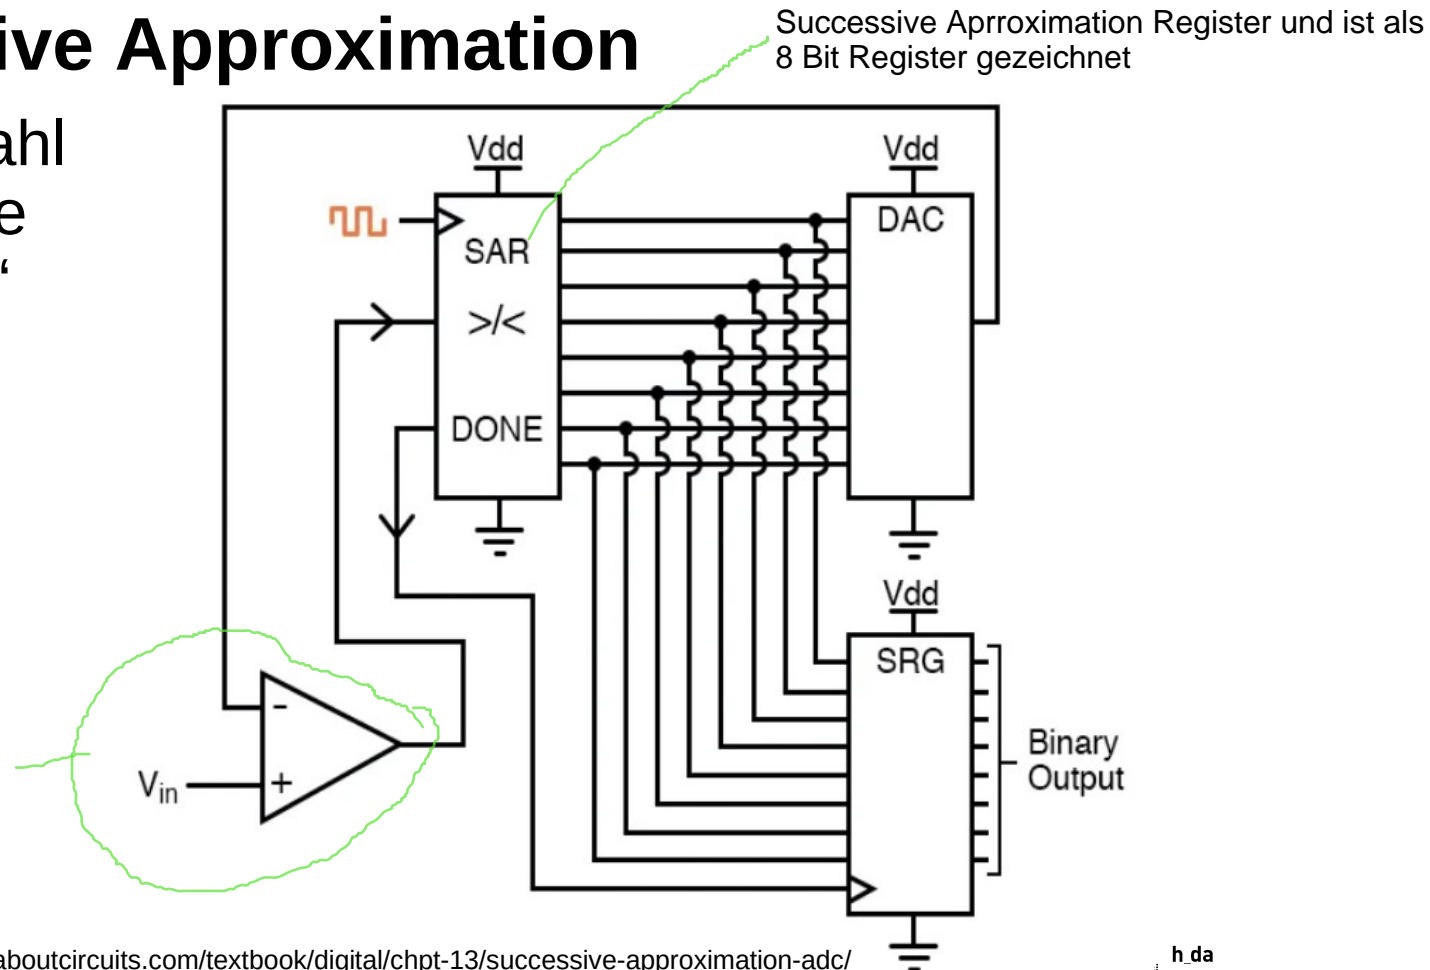 ive Approximation
Successive Aprroximation Register und ist als
8 Bit Register gezeichnet
ahl
e
“
Vdd
Vdd
SAR
DAC
>/<
DONE
Vdd
SRG
-
+
Vin
Binary
Output
aboutcircuits.com/textbook/digital/chpt-13/successive-approximation-adc/
h_da